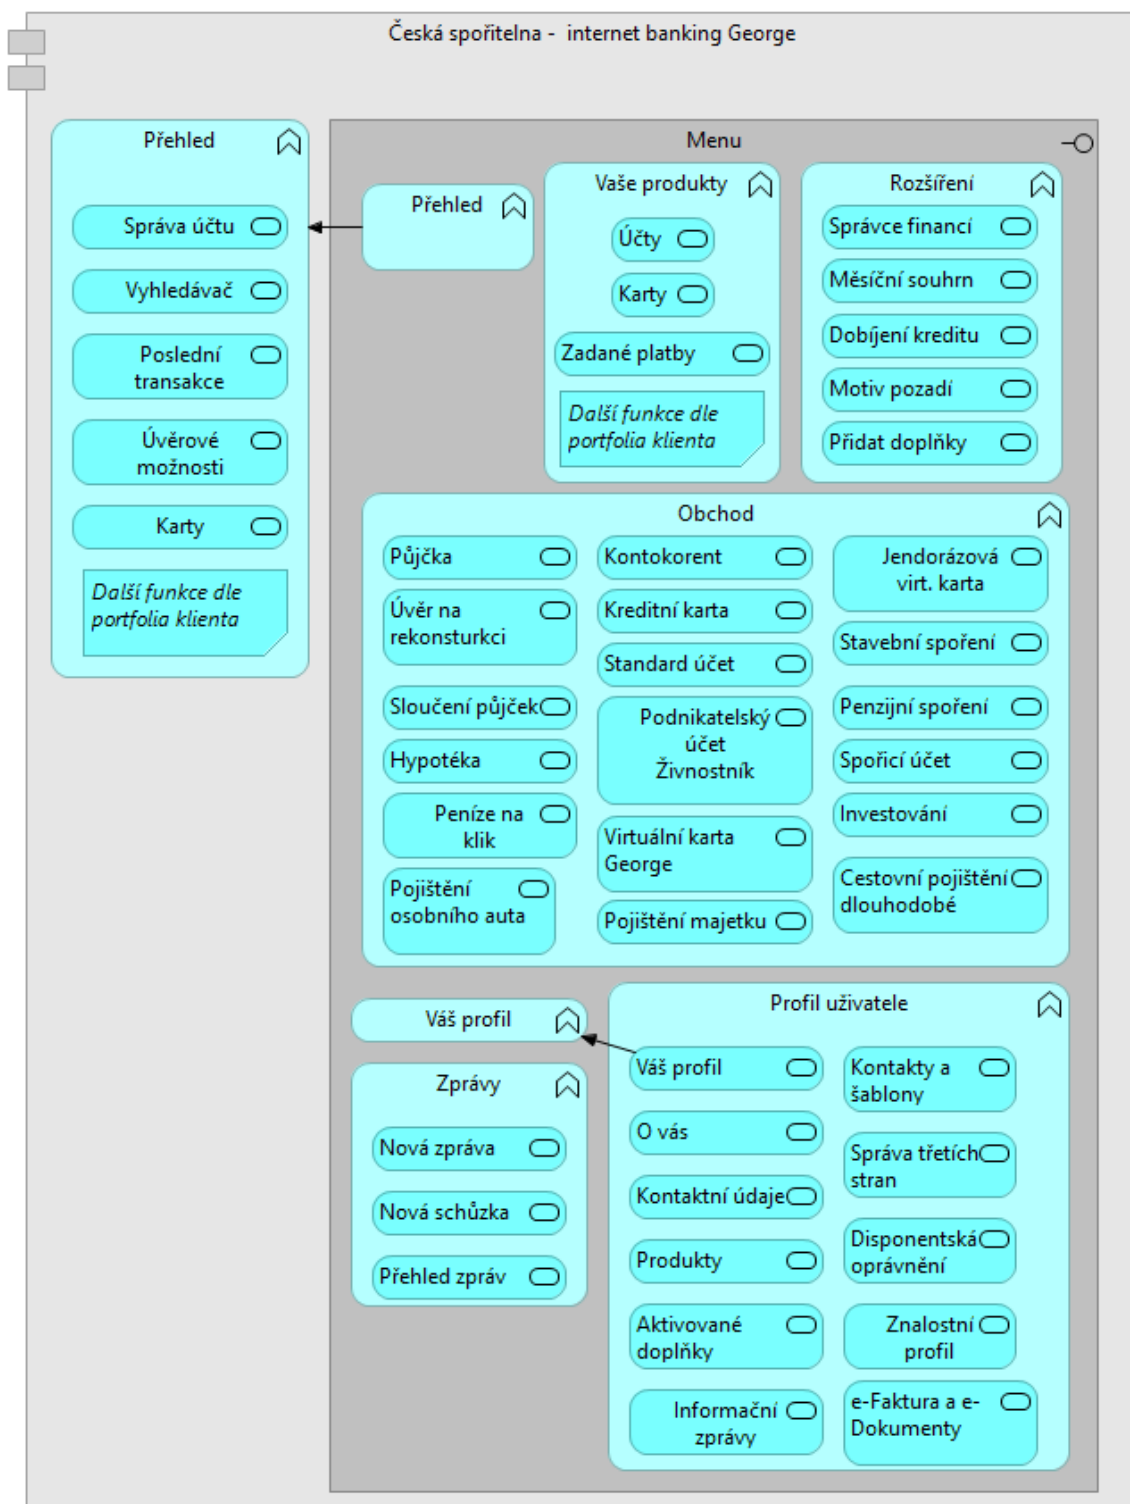 Česká spořitelna - internet banking George
Přehled
Správa účtu
Vyhledávač
Poslední
transakce
Úvěrové
možnosti
Karty
Další funkce dle
portfolia klienta
Menu
Přehled
Vaše produkty
Účty
Karty
Zadané platby
Další funkce dle
portfolia klienta
Rozšíření
Správce financí
Měsíční souhrn
Dobíjení kreditu
Motiv pozadí
Přidat doplňky
Obchod
Půjčka
Úvěr na
rekonsturkci
Sloučení půjček
Hypotéka
Peníze na
klik
Pojištění
osobního auta
Kontokorent
Kreditní karta
Standard účet
Podnikatelský
účet
Živnostník
Virtuální karta
George
Pojištění majetku
Jendorázová
virt. karta
Stavební spoření
Penzijní spoření
Spořicí účet
Investování
Cestovní pojištění
dlouhodobé
Váš profil
Zprávy
Nová zpráva
Nová schůzka
Přehled zpráv
Profil uživatele
Váš profil
O vás
Kontaktní údaje
Produkty
Aktivované
doplňky
Informační
zprávy
Kontakty a
šablony
Správa třetích
stran
Disponentská
oprávnění
Znalostní
profil
e-Faktura a e-
Dokumenty